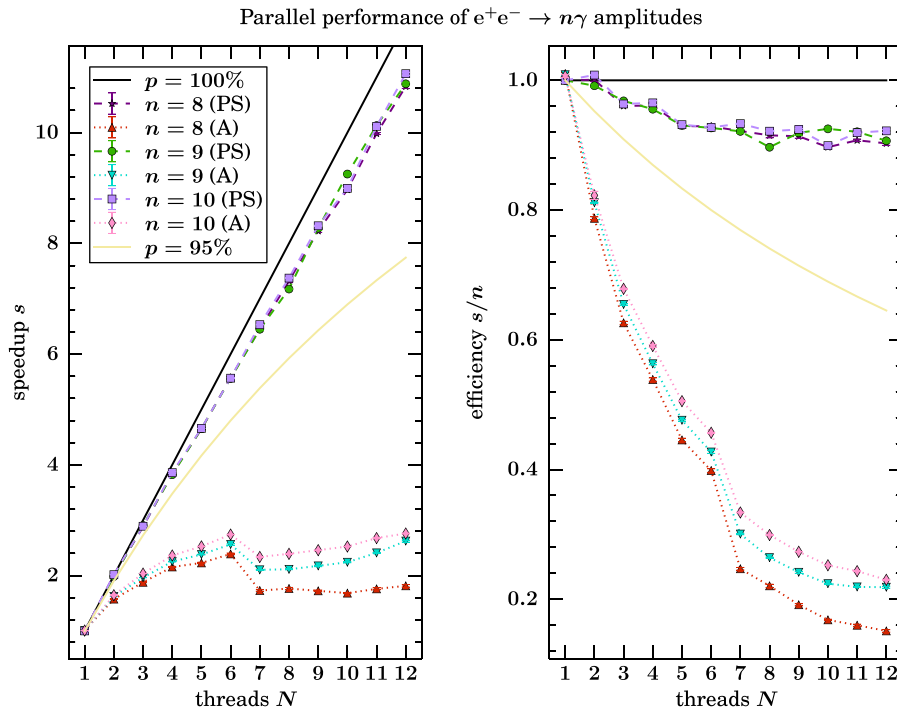 Parallel performance of e⁺e⁻ → nγ amplitudes
speedup s
10
8
6
4
2
p = 100%
n = 8 (PS)
n = 8 (A)
n = 9 (PS)
n = 9 (A)
n = 10 (PS)
n = 10 (A)
p = 95%
1 2 3 4 5 6 7 8 9 10 11 12
threads N
efficiency s/n
1.0
0.8
0.6
0.4
0.2
1 2 3 4 5 6 7 8 9 10 11 12
threads N